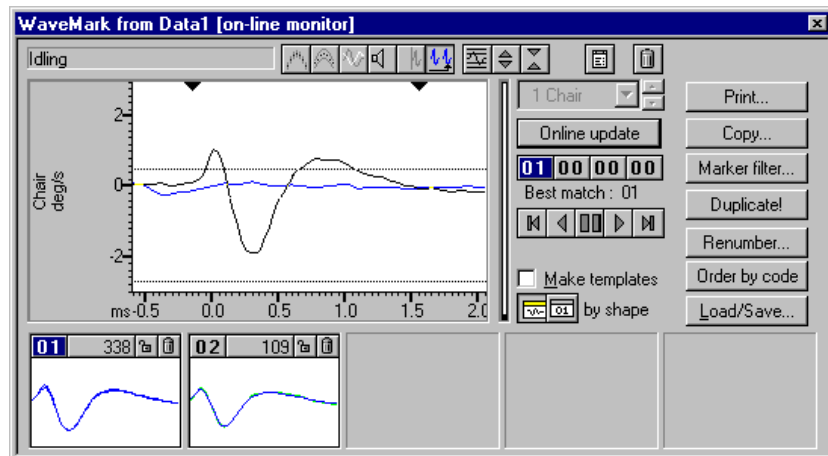 WaveMark from Data1 [on-line monitor]
Idling
1 Chair
Print...
Online update
Copy...
01 00 00 00
Marker filter...
Best match : 01
Duplicate!
Renumber...
Make templates
Order by code
01 by shape
Load/Save...
Chair
deg/s
2
0
-2
ms -0.5 0.0 0.5 1.0 1.5 2.0
01 338
02 109